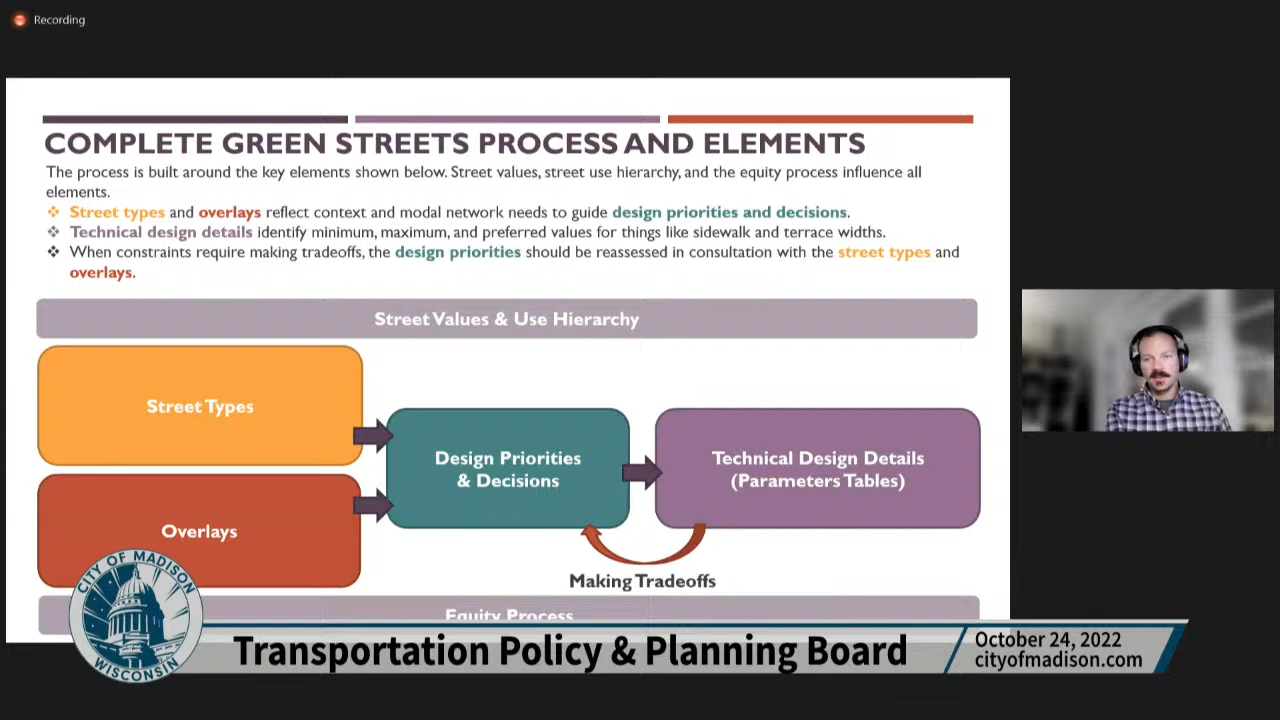 Recording
COMPLETE GREEN STREETS PROCESS AND ELEMENTS
The process is built around the key elements shown below. Street values, street use hierarchy, and the equity process influence all
elements.
Street types and overlays reflect context and modal network needs to guide design priorities and decisions.
Technical design details identify minimum, maximum, and preferred values for things like sidewalk and terrace widths.
When constraints require making tradeoffs, the design priorities should be reassessed in consultation with the street types and
overlays.
Street Values & Use Hierarchy
Street Types
Design Priorities
& Decisions
Technical Design Details
(Parameters Tables)
Overlays
Making Tradeoffs
Equity Process
CITY OF MADISON
WISCONSIN
Transportation Policy & Planning Board
October 24, 2022
cityofmadison.com